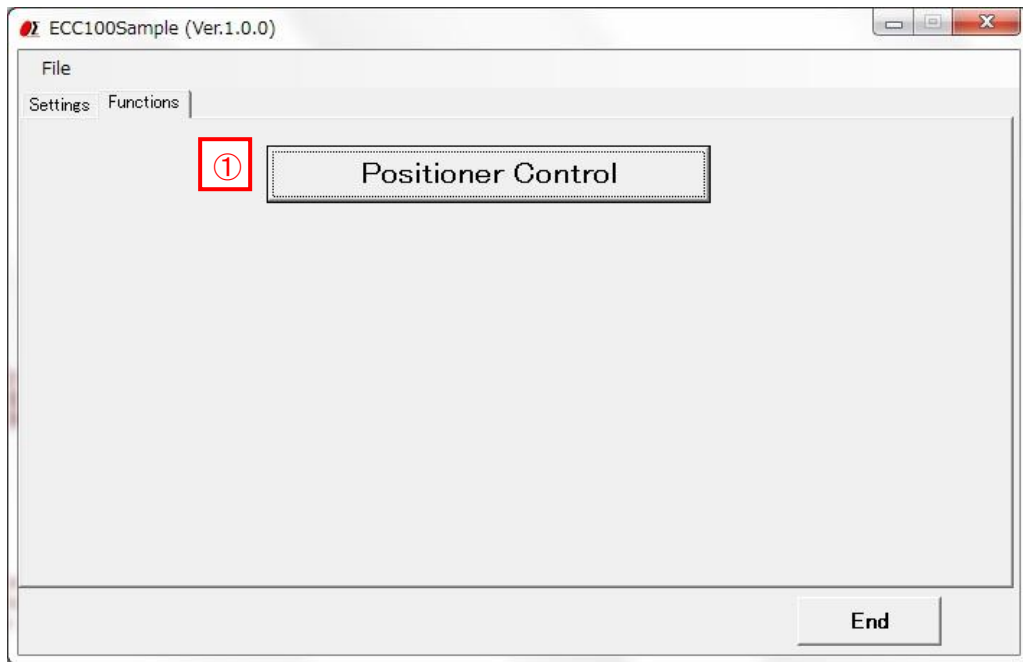 ECC100Sample (Ver.1.0.0)
File
Settings Functions
① Positioner Control
End